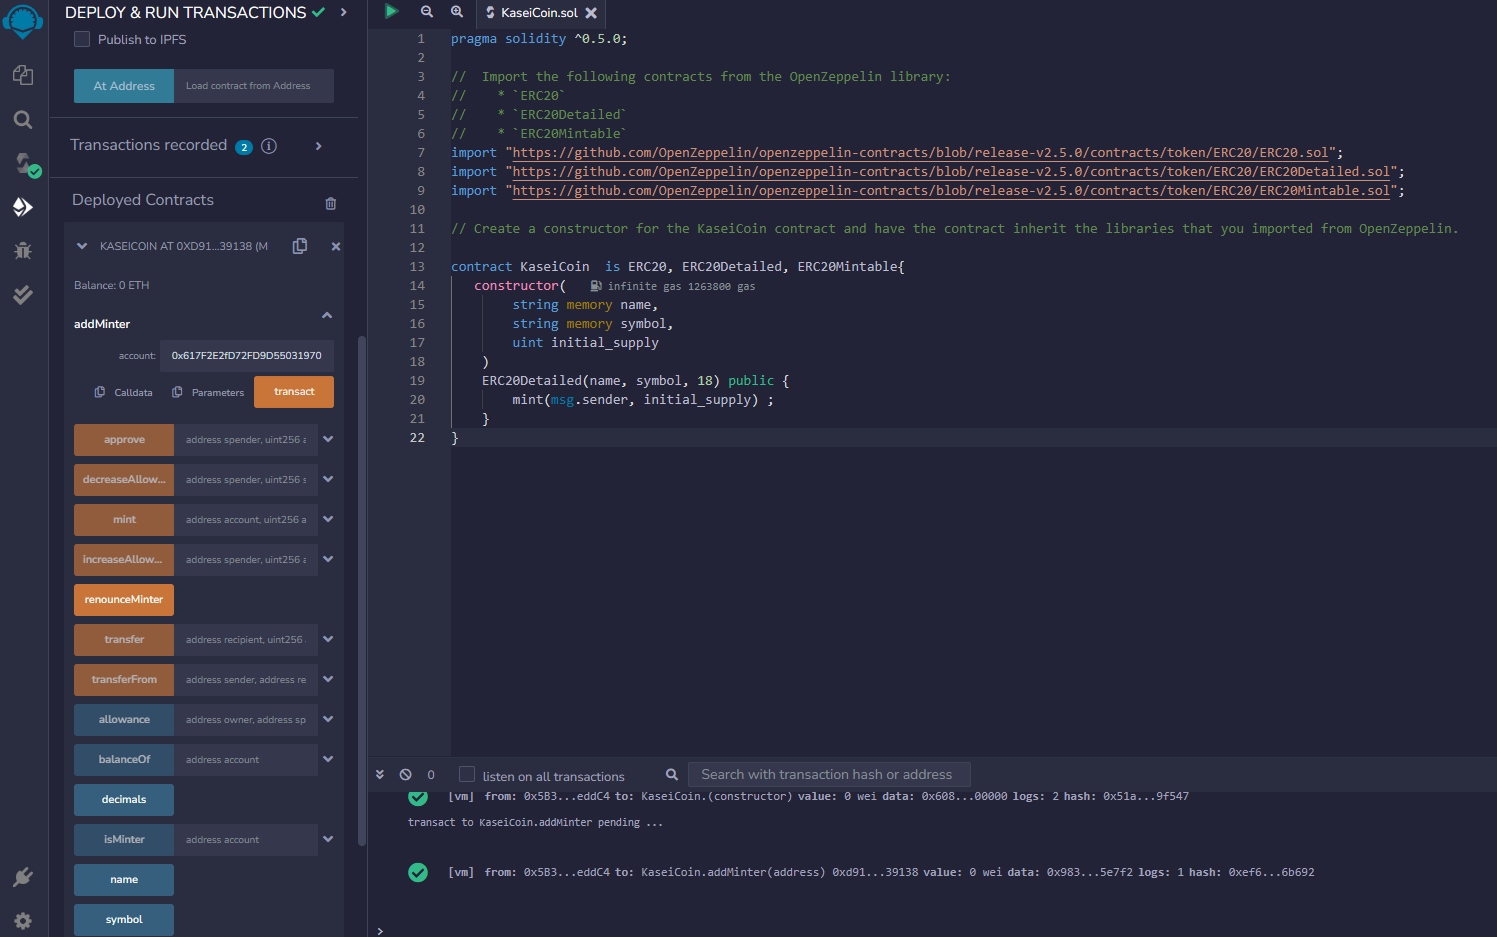 DEPLOY & RUN TRANSACTIONS
Publish to IPFS
At Address
Load contract from Address
Transactions recorded 2 i
Deployed Contracts
KASEICOIN AT 0XD91...39138 (M
Balance: 0 ETH
addMinter
account: 0x617F2E2fD72FD9D55031970
Calldata Parameters transact
approve address spender, uint256 a
decreaseAllow... address spender, uint256 s
mint address account, uint256 a
increaseAllow... address spender, uint256 a
renounceMinter
transfer address recipient, uint256
transferFrom address sender, address re
allowance address owner, address sp
balanceOf address account
decimals
isMinter address account
name
symbol
KaseiCoin.sol
1 pragma solidity ^0.5.0;
2
3 //  Import the following contracts from the OpenZeppelin library:
4 //    * `ERC20`
5 //    * `ERC20Detailed`
6 //    * `ERC20Mintable`
7 import "https://github.com/OpenZeppelin/openzeppelin-contracts/blob/release-v2.5.0/contracts/token/ERC20/ERC20.sol";
8 import "https://github.com/OpenZeppelin/openzeppelin-contracts/blob/release-v2.5.0/contracts/token/ERC20/ERC20Detailed.sol";
9 import "https://github.com/OpenZeppelin/openzeppelin-contracts/blob/release-v2.5.0/contracts/token/ERC20/ERC20Mintable.sol";
10
11 // Create a constructor for the KaseiCoin contract and have the contract inherit the libraries that you imported from OpenZeppelin.
12
13 contract KaseiCoin  is ERC20, ERC20Detailed, ERC20Mintable{
14    constructor(   infinite gas 1263800 gas
15         string memory name,
16         string memory symbol,
17         uint initial_supply
18     )
19     ERC20Detailed(name, symbol, 18) public {
20         mint(msg.sender, initial_supply) ;
21     }
22 }
0 listen on all transactions Search with transaction hash or address
[vm] from: 0x5B3...eddC4 to: KaseiCoin.(constructor) value: 0 wei data: 0x608...00000 logs: 2 hash: 0x51a...9f547
transact to KaseiCoin.addMinter pending ...
[vm] from: 0x5B3...eddC4 to: KaseiCoin.addMinter(address) 0xd91...39138 value: 0 wei data: 0x983...5e7f2 logs: 1 hash: 0xef6...6b692
>